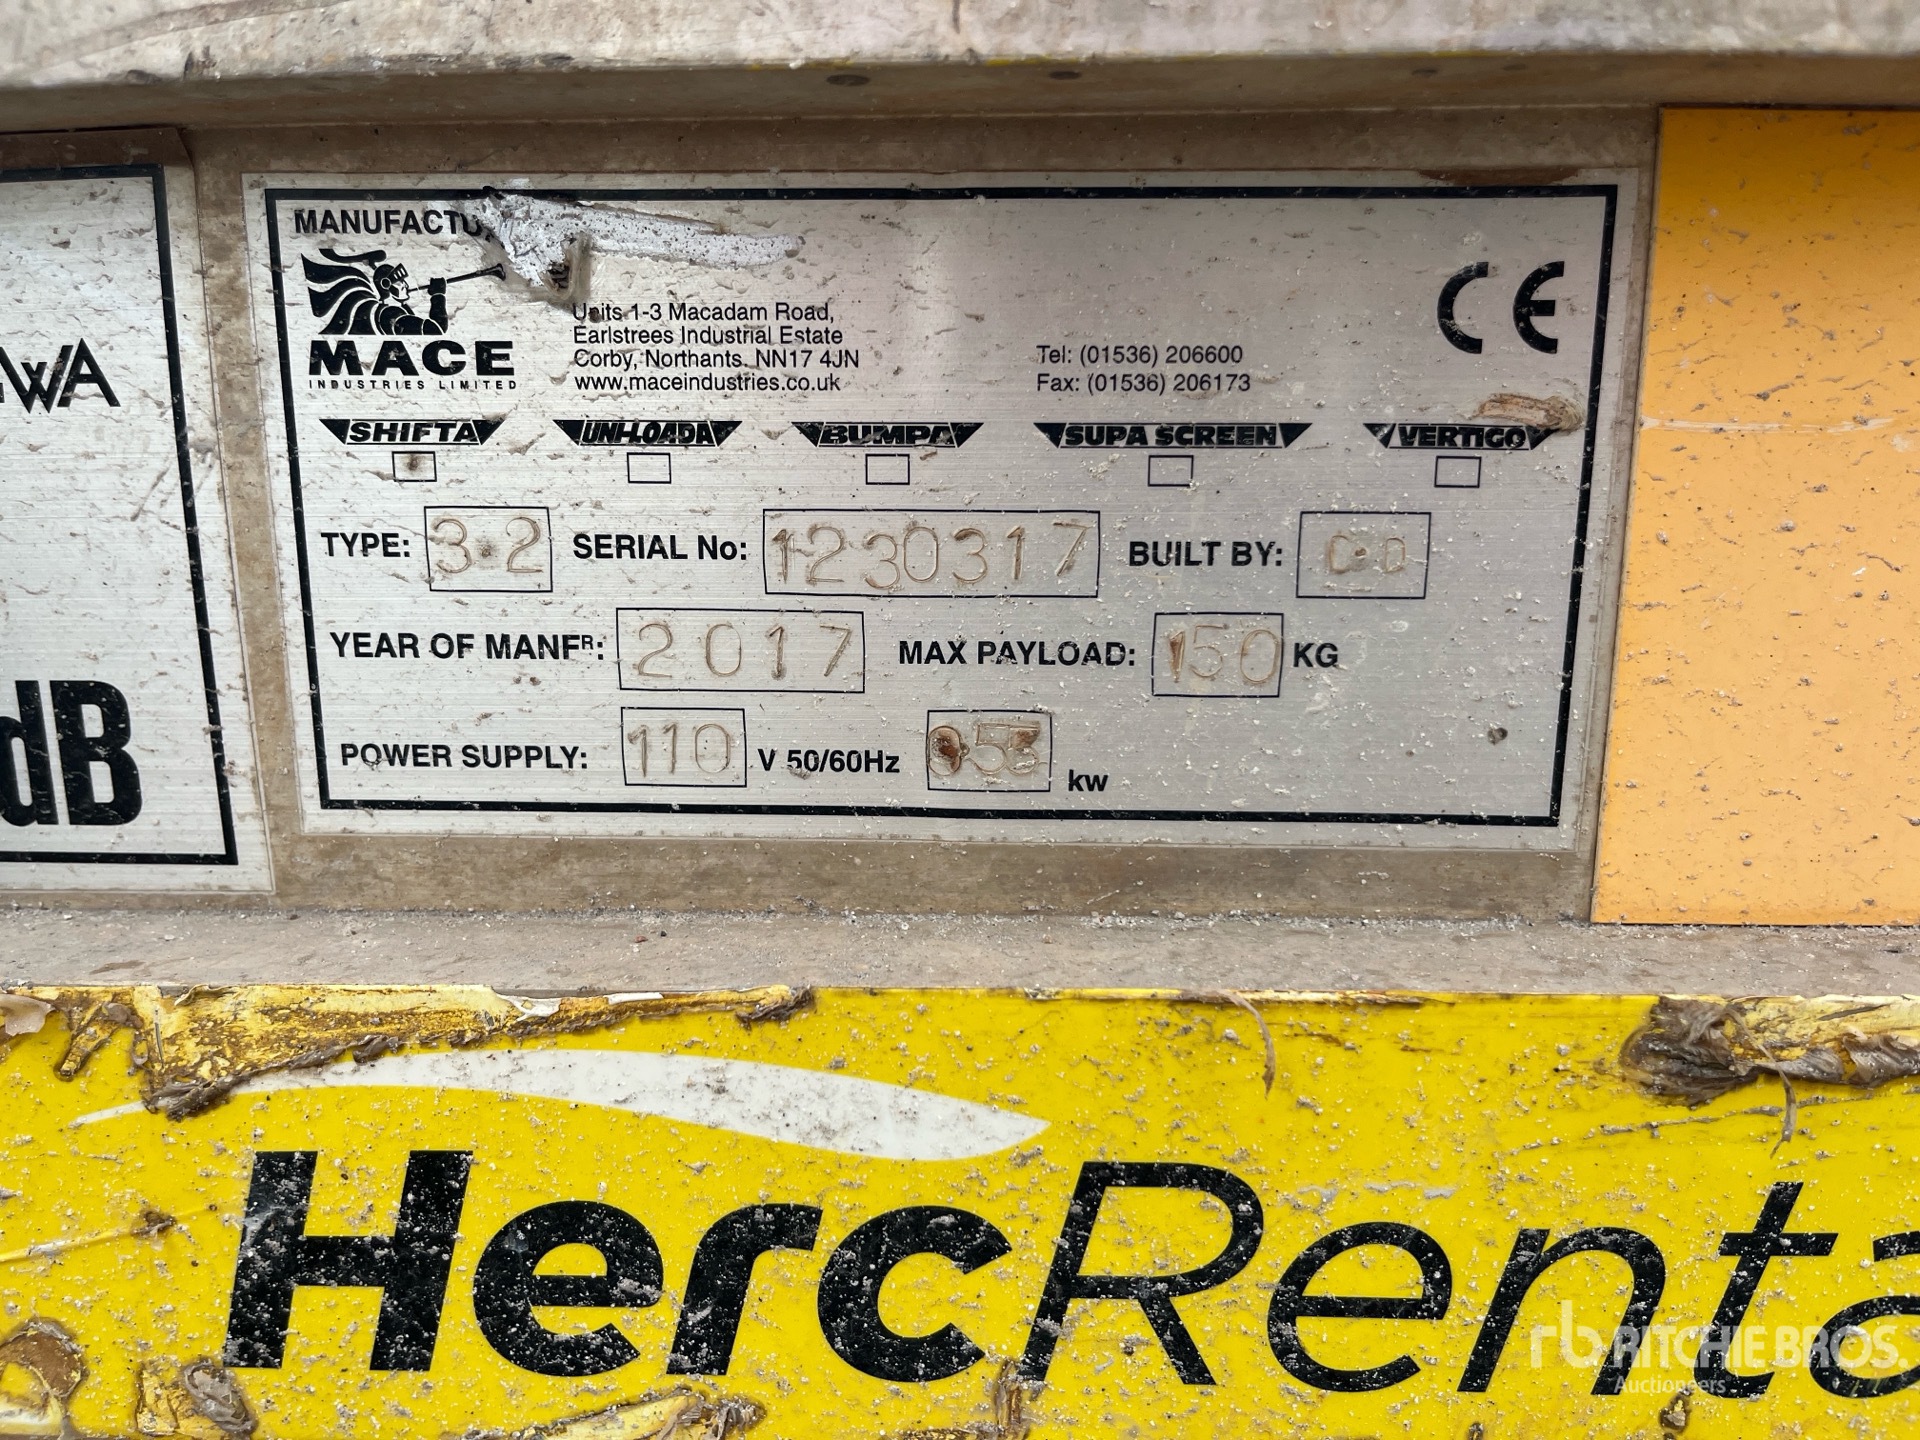 WA
dB
MACE
INDUSTRIES LIMITED
Units 1-3 Macadam Road,
Earlstrees Industrial Estate
Corby, Northants. NN17 4JN
www.maceindustries.co.uk
Tel: (01536) 206600
Fax: (01536) 206173
CE
SHIFTA UNI-LOADA BUMPA SUPA SCREEN VERTIGO
TYPE: 3.2 SERIAL No: 1230317 BUILT BY:
YEAR OF MANFR: 2017 MAX PAYLOAD: 150 KG
POWER SUPPLY: 110 V 50/60Hz kw
HercRenta
rb RITCHIE BROS.
Auctioneers